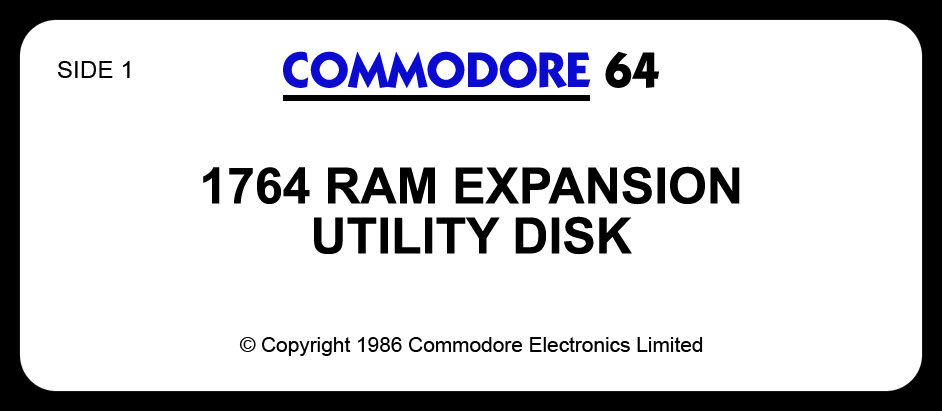 SIDE 1
COMMODORE 64
1764 RAM EXPANSION
UTILITY DISK
© Copyright 1986 Commodore Electronics Limited